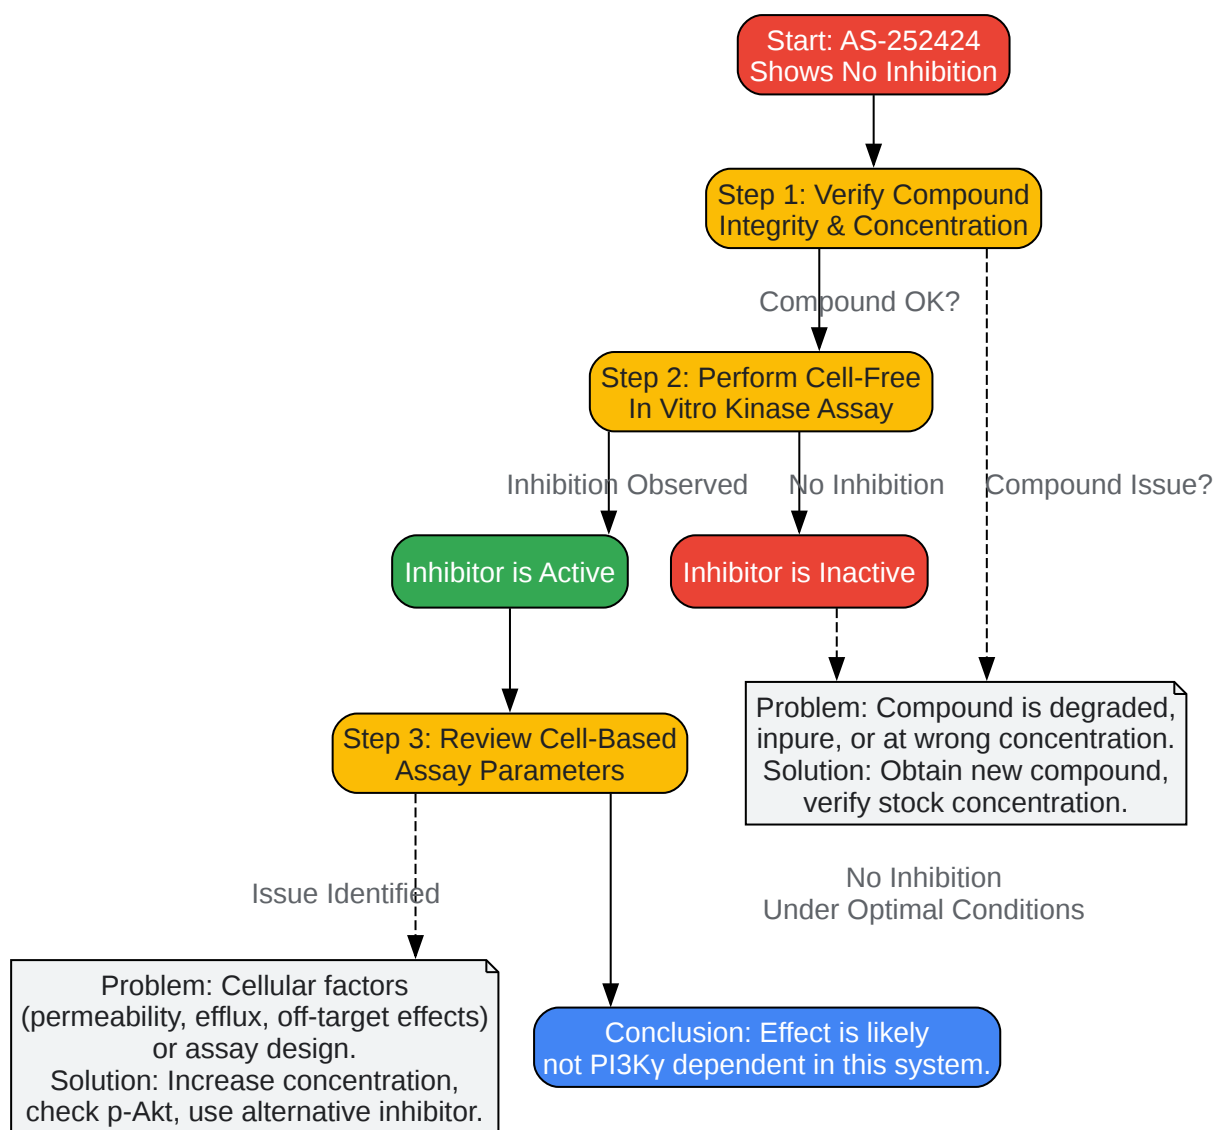 Start: AS-252424
Shows No Inhibition
Step 1: Verify Compound
Integrity & Concentration
Compound OK?
Step 2: Perform Cell-Free
In Vitro Kinase Assay
Inhibition Observed
No Inhibition
Compound Issue?
Inhibitor is Active
Inhibitor is Inactive
Problem: Compound is degraded,
inpure, or at wrong concentration.
Solution: Obtain new compound,
verify stock concentration.
Step 3: Review Cell-Based
Assay Parameters
Issue Identified
No Inhibition
Under Optimal Conditions
Problem: Cellular factors
(permeability, efflux, off-target effects)
or assay design.
Solution: Increase concentration,
check p-Akt, use alternative inhibitor.
Conclusion: Effect is likely
not PI3Kγ dependent in this system.